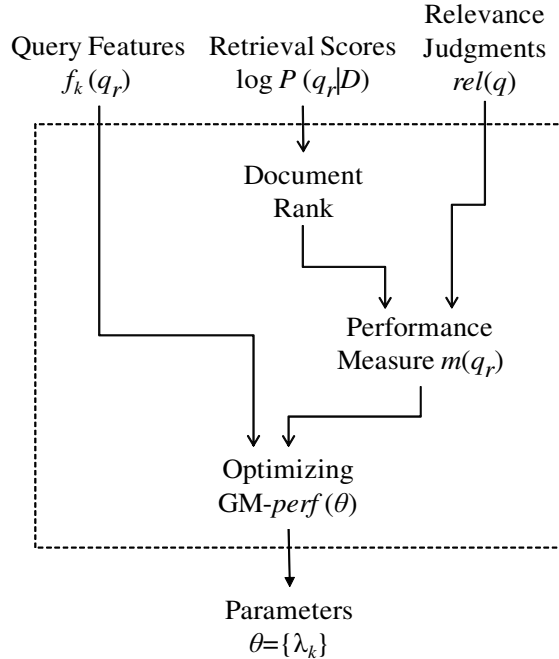 Query Features
f_k(q_r)
Retrieval Scores
log P(q_r|D)
Relevance
Judgments
rel(q)
Document
Rank
Performance
Measure m(q_r)
Optimizing
GM-perf(θ)
Parameters
θ={λ_k}